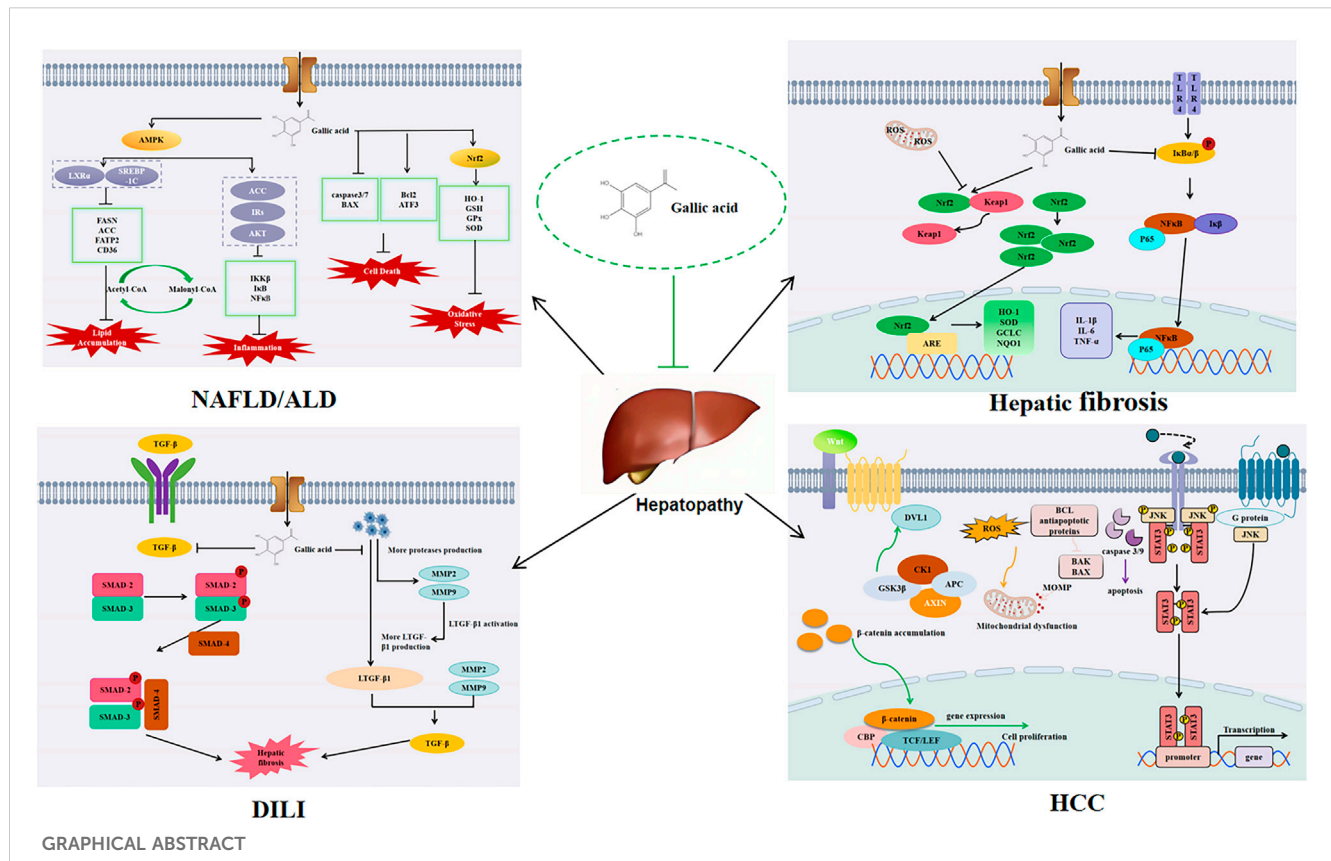 Gallic acid
AMPK
LXRα
SREBP
-1C
FASN
ACC
FATP2
CD36
Acetyl-CoA
Malonyl-CoA
Lipid
Accumulation
ACC
IRs
AKT
IKKβ
IκB
NFκB
Inflammation
caspase3/7
BAX
Bcl2
ATF3
Cell Death
Nrf2
HO-1
GSH
GPx
SOD
Oxidative
Stress
NAFLD/ALD
HO
HO
OH
Gallic acid
Hepatopathy
TLR4
TLR4
ROS
ROS
Gallic acid
P
IκBα/β
Nrf2
Keap1
Keap1
Nrf2
Nrf2
Nrf2
Nrf2
NFκB
Iκβ
P65
Nrf2
ARE
HO-1
SOD
GCLC
NQO1
IL-1β
IL-6
TNF-α
NFκB
P65
Hepatic fibrosis
TGF-β
TGF-β
Gallic acid
More proteases production
SMAD-2
SMAD-3
SMAD-2
P
SMAD-3
P
SMAD-4
MMP2
MMP9
LTGF-β1 activation
More LTGF-
β1 production
LTGF-β1
MMP2
MMP9
SMAD-2
P
SMAD-3
P
SMAD-4
TGF-β
Hepatic
fibrosis
DILI
Wnt
DVL1
CK1
GSK3β
APC
AXIN
β-catenin accumulation
ROS
BCL
antiapoptotic
proteins
BAK
BAX
MOMP
Mitochondrial dysfunction
caspase 3/9
apoptosis
P
JNK
JNK
P
STAT3
P
P
P
P
STAT3
G protein
JNK
STAT3
P
P
STAT3
β-catenin
CBP
TCF/LEF
gene expression
Cell proliferation
STAT3
P
P
STAT3
promoter
Transcription
gene
HCC
GRAPHICAL ABSTRACT